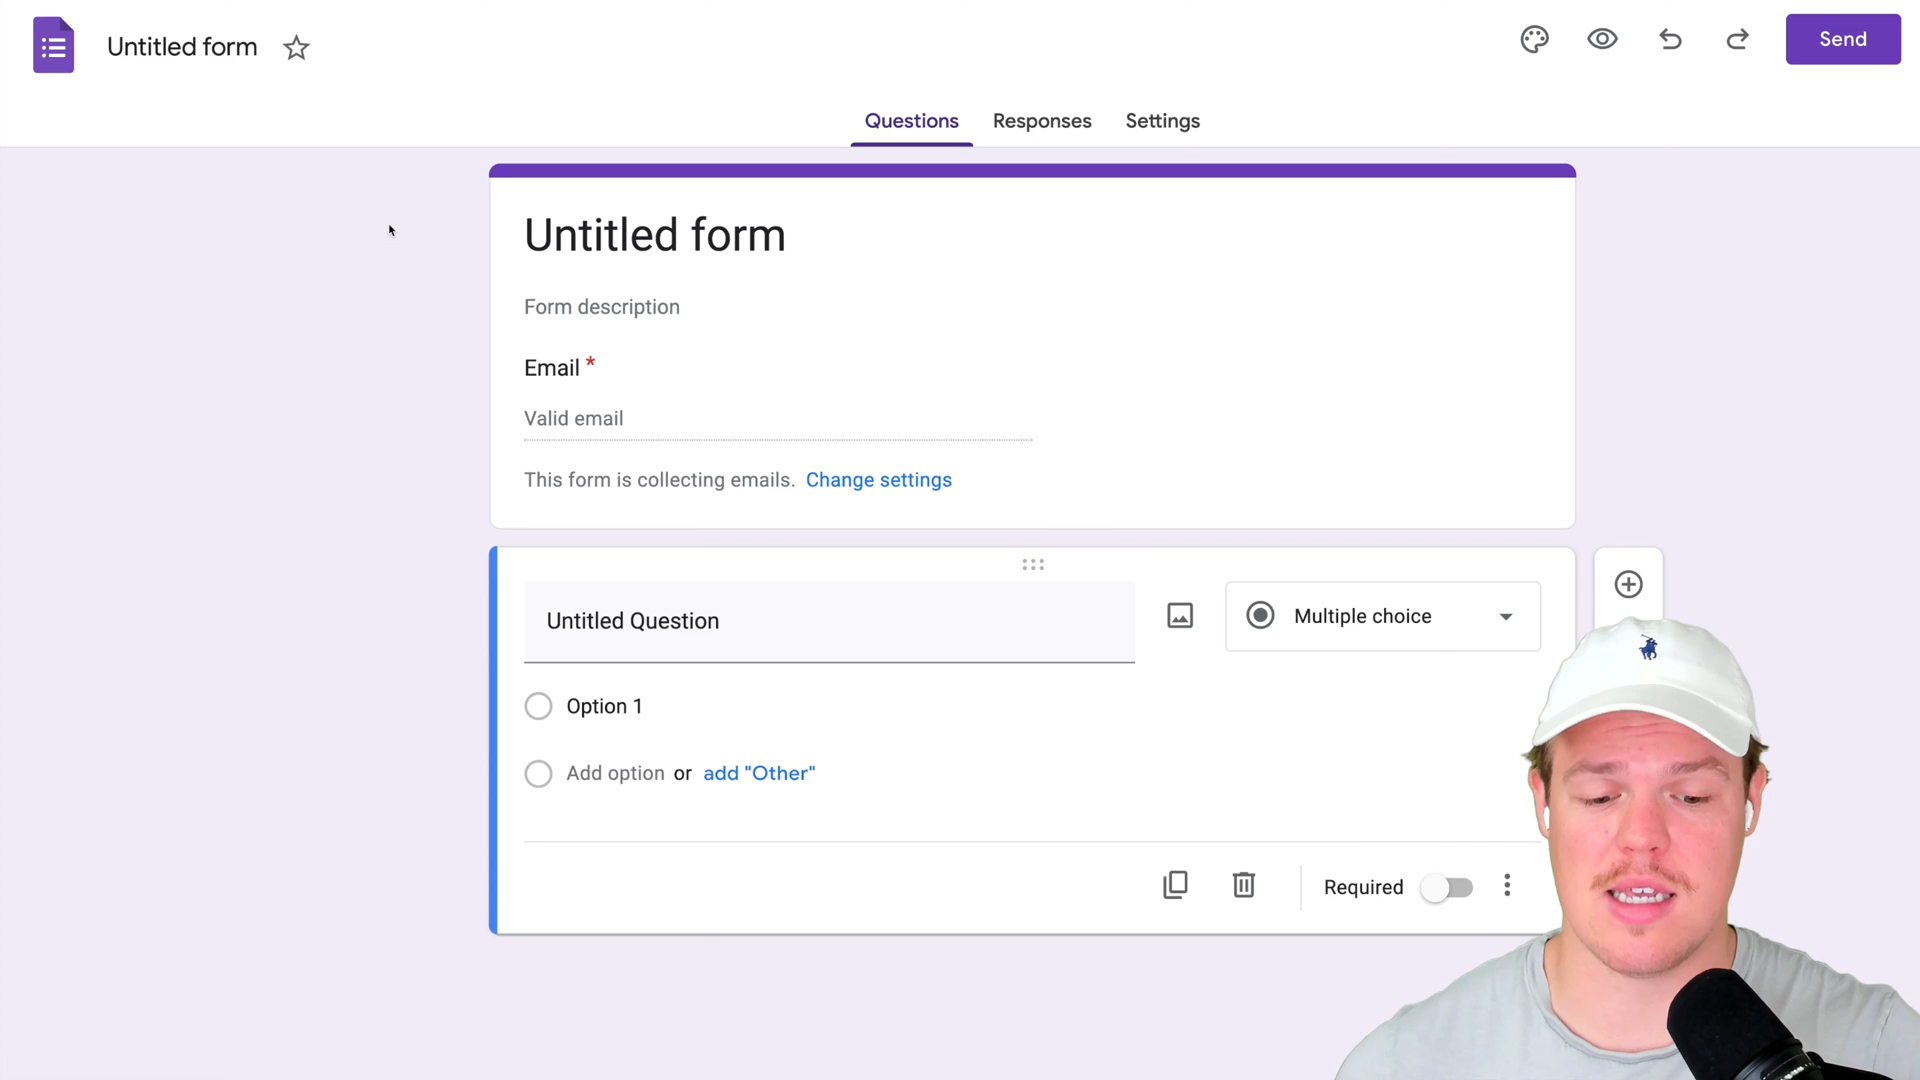 Untitled form
Send
Questions Responses Settings
Untitled form
Form description
Email *
Valid email
This form is collecting emails. Change settings
Untitled Question
Multiple choice
Option 1
Add option or add "Other"
Required